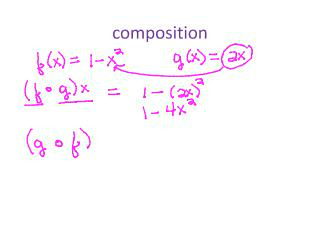 composition
f(x) = 1 - x² g(x) = 2x
(f ∘ g)x = 1 - (2x)²
1 - 4x²
(g ∘ f)